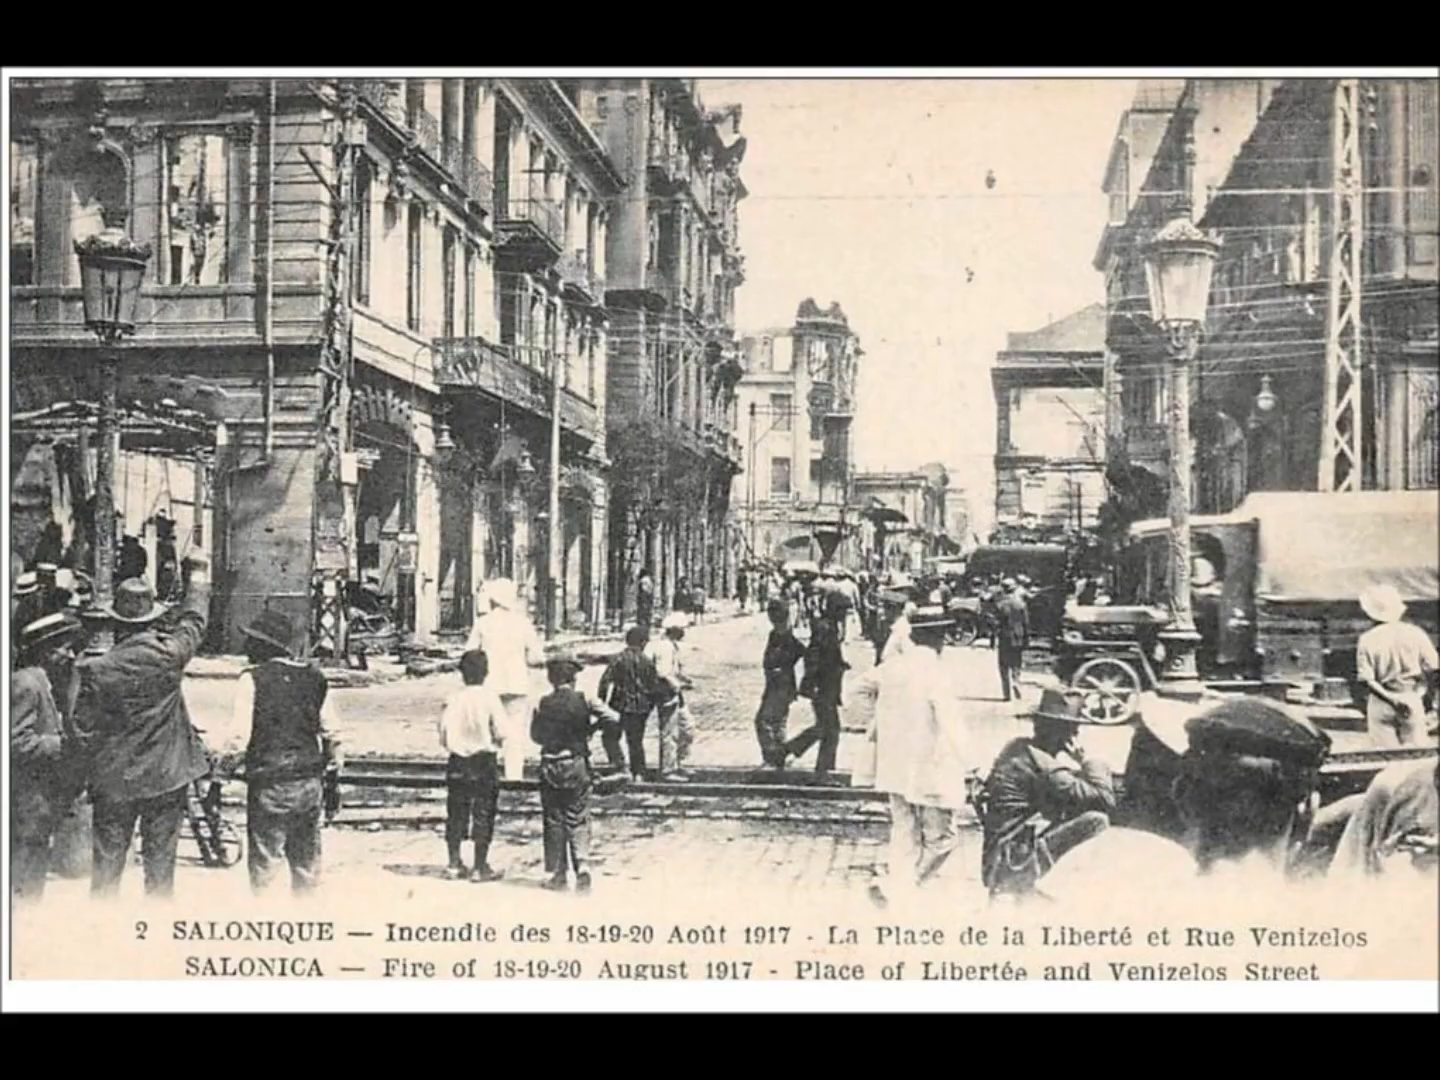 2 SALONIQUE — Incendie des 18-19-20 Août 1917 - La Place de la Liberté et Rue Venizelos
SALONICA — Fire of 18-19-20 August 1917 - Place of Libertée and Venizelos Street